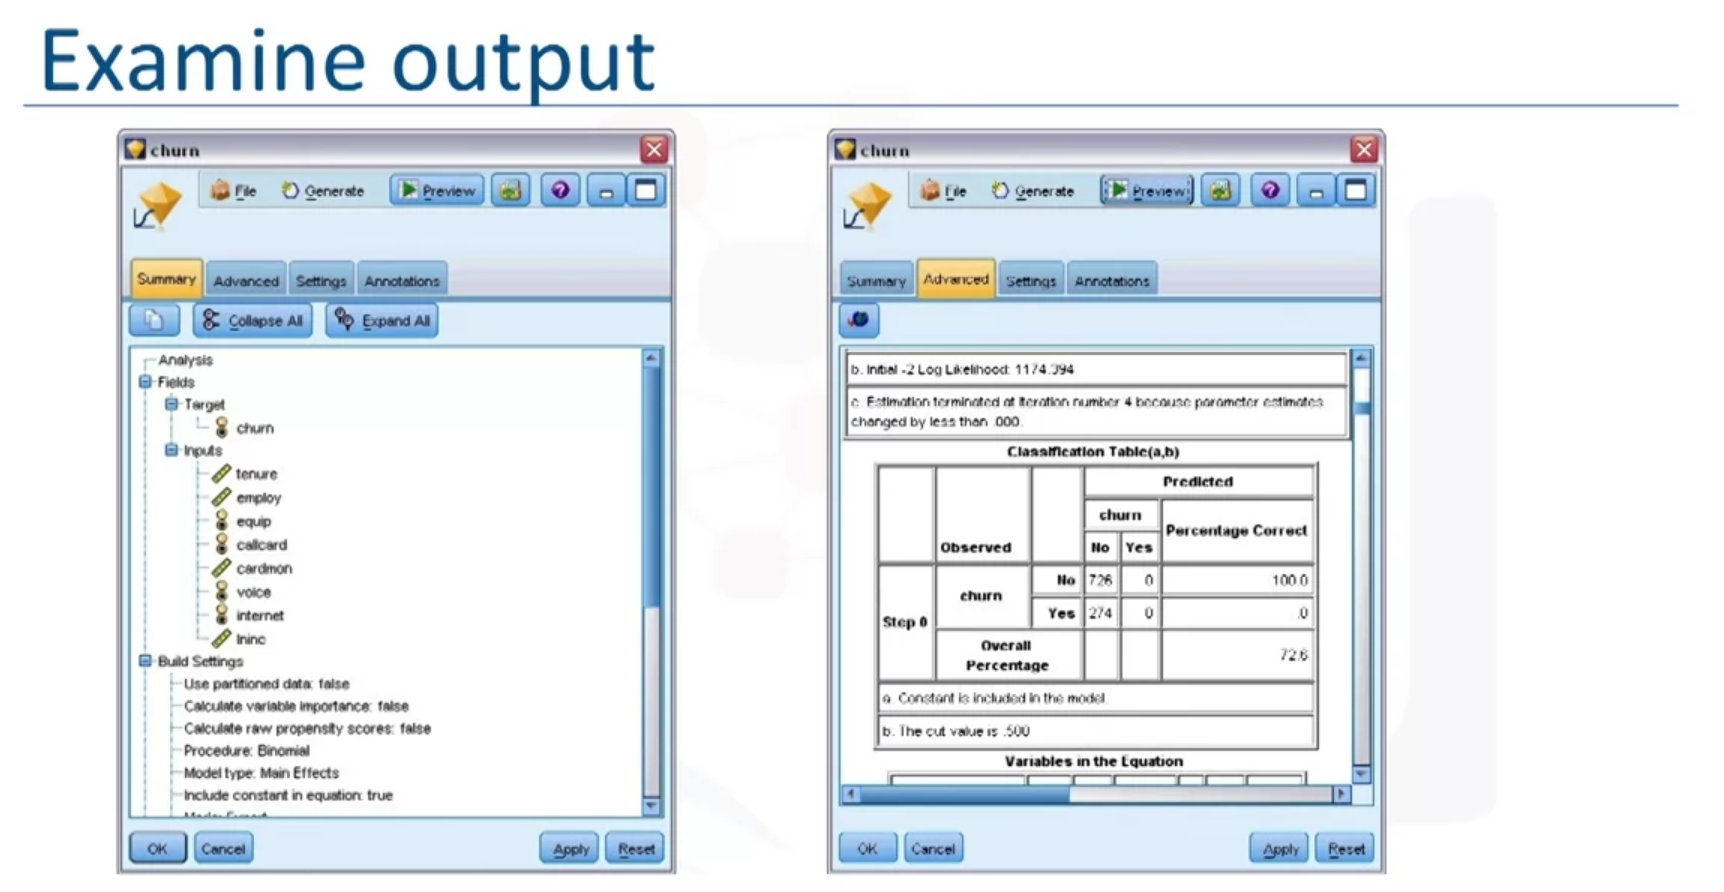 Examine output
churn
File Generate Preview
Summary Advanced Settings Annotations
Collapse All Expand All
Analysis
Fields
Target
churn
Inputs
tenure
employ
equip
callcard
cardmon
voice
internet
lninc
Build Settings
Use partitioned data: false
Calculate variable importance: false
Calculate raw propensity scores: false
Procedure: Binomial
Model type: Main Effects
Include constant in equation: true
Mode: Expert
OK Cancel Apply Reset
churn
File Generate Preview
Summary Advanced Settings Annotations
b. Initial -2 Log Likelihood: 1174.394
c. Estimation terminated at iteration number 4 because parameter estimates
changed by less than .000.
Classification Table(a,b)
Predicted
churn
Percentage Correct
Observed No Yes
No 726 0 100.0
churn
Yes 274 0 .0
Step 0
Overall
Percentage
72.6
a. Constant is included in the model.
b. The cut value is .500
Variables in the Equation
OK Cancel Apply Reset